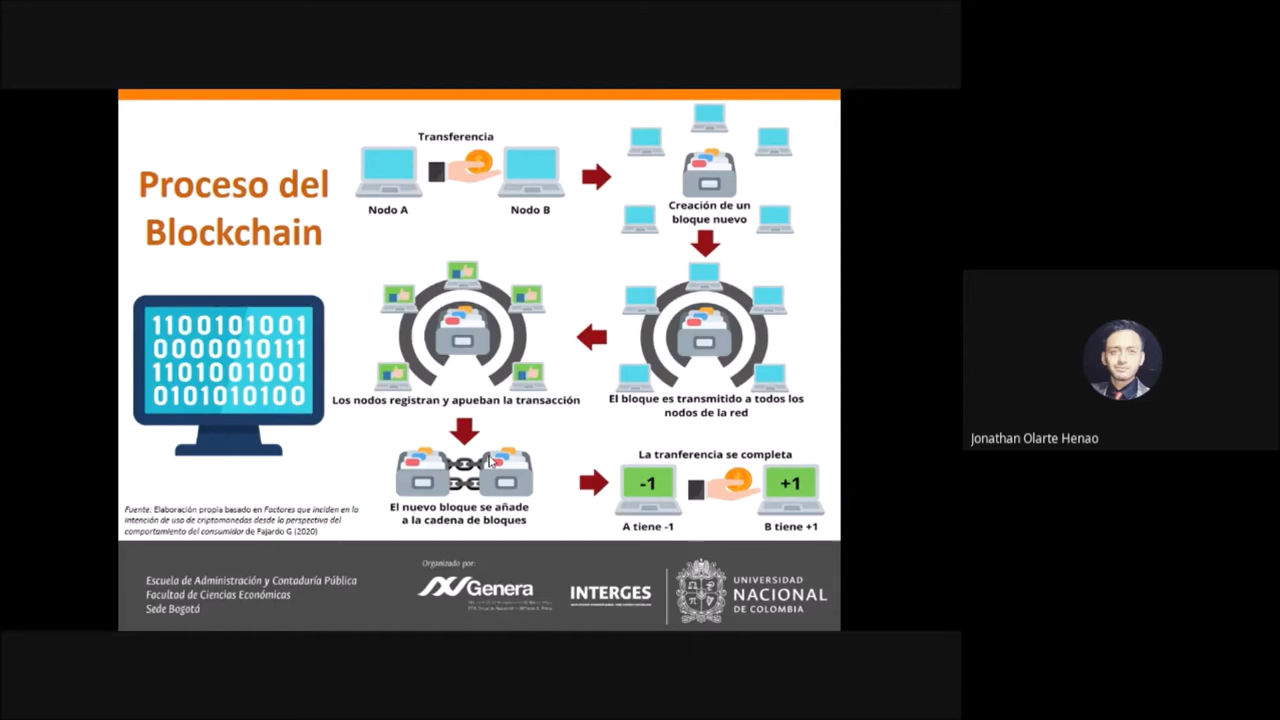 Proceso del
Blockchain
Transferencia
Nodo A
Nodo B
Creación de un
bloque nuevo
El bloque es transmitido a todos los
nodos de la red
Los nodos registran y apueban la transacción
El nuevo bloque se añade
a la cadena de bloques
La tranferencia se completa
-1
+1
A tiene -1
B tiene +1
1100101001
0000010111
1101001001
0101010100
Fuente: Elaboración propia basado en Factores que inciden en la
intención de uso de criptomonedas desde la perspectiva del
comportamiento del consumidor de Fajardo G (2020)
Escuela de Administración y Contaduría Pública
Facultad de Ciencias Económicas
Sede Bogotá
Organizado por:
Genera
INTERGES
UNIVERSIDAD
NACIONAL
DE COLOMBIA
Jonathan Olarte Henao